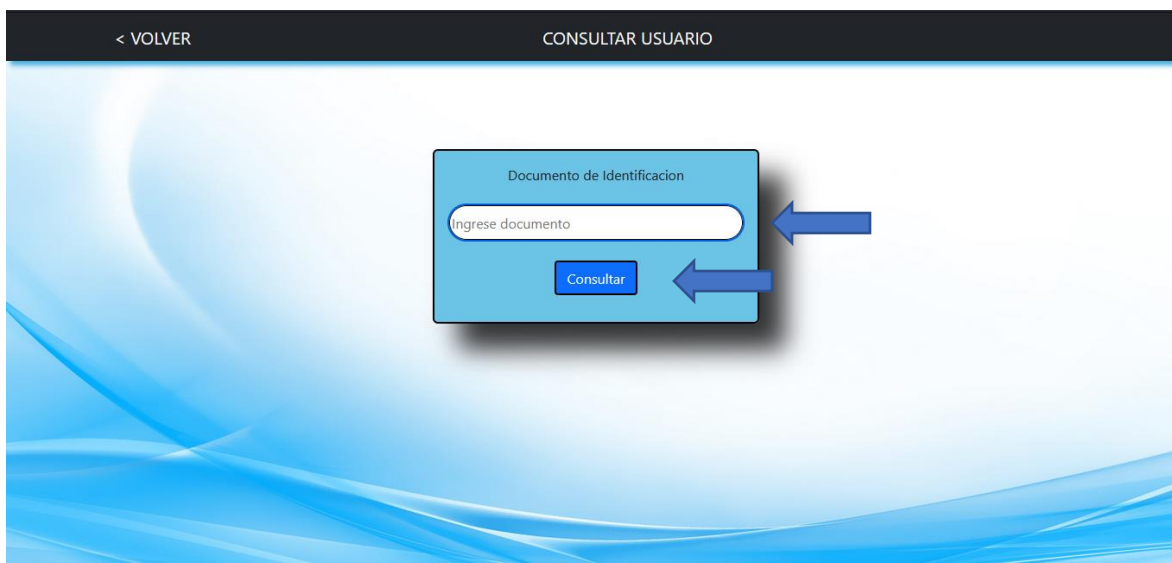 < VOLVER CONSULTAR USUARIO
Documento de Identificacion
Ingrese documento
Consultar